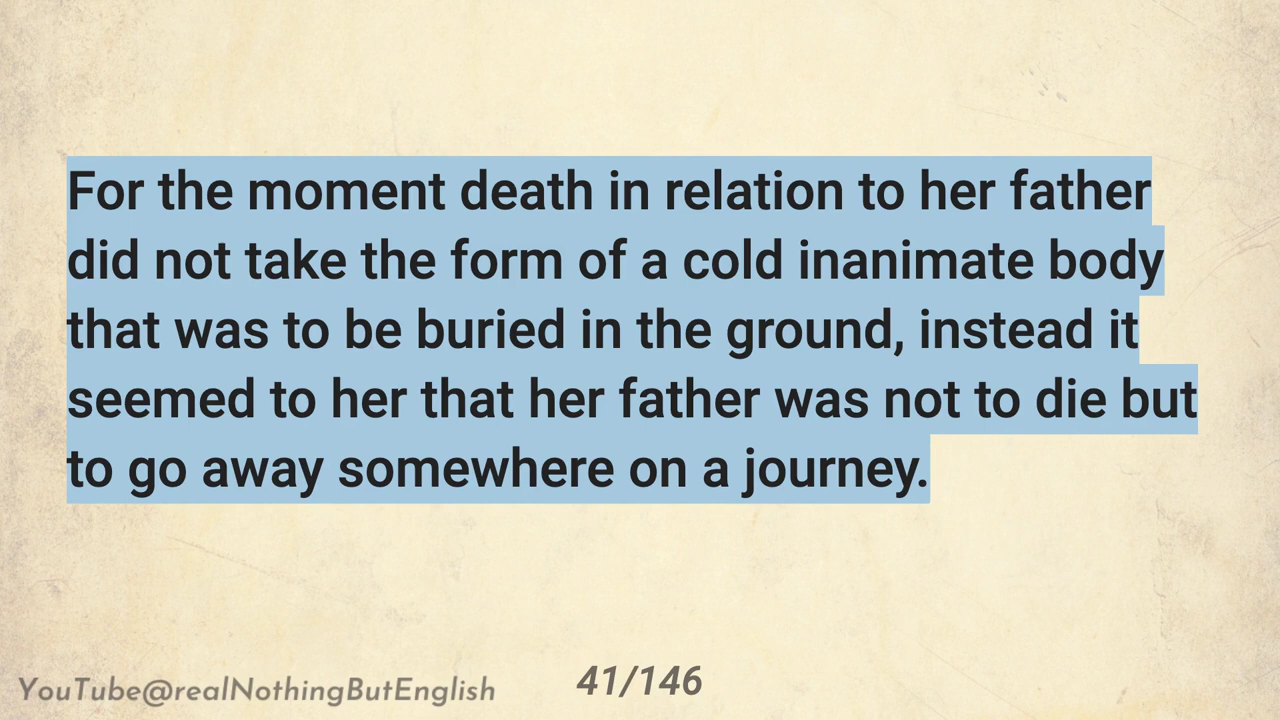 For the moment death in relation to her father
did not take the form of a cold inanimate body
that was to be buried in the ground, instead it
seemed to her that her father was not to die but
to go away somewhere on a journey.
YouTube@realNothingButEnglish
41/146